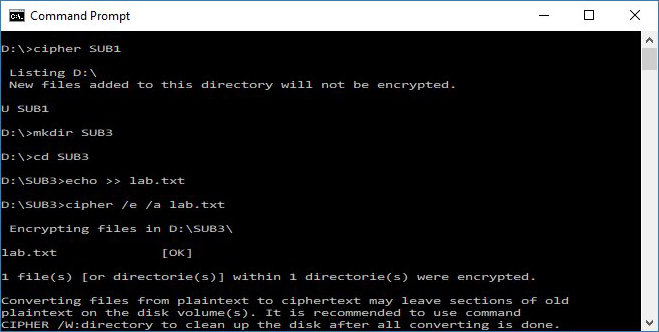 Command Prompt
D:\>cipher SUB1
Listing D:\
New files added to this directory will not be encrypted.
U SUB1
D:\>mkdir SUB3
D:\>cd SUB3
D:\SUB3>echo >> lab.txt
D:\SUB3>cipher /e /a lab.txt
Encrypting files in D:\SUB3\
lab.txt [OK]
1 file(s) [or directorie(s)] within 1 directorie(s) were encrypted.
Converting files from plaintext to ciphertext may leave sections of old
plaintext on the disk volume(s). It is recommended to use command
CIPHER /W:directory to clean up the disk after all converting is done.